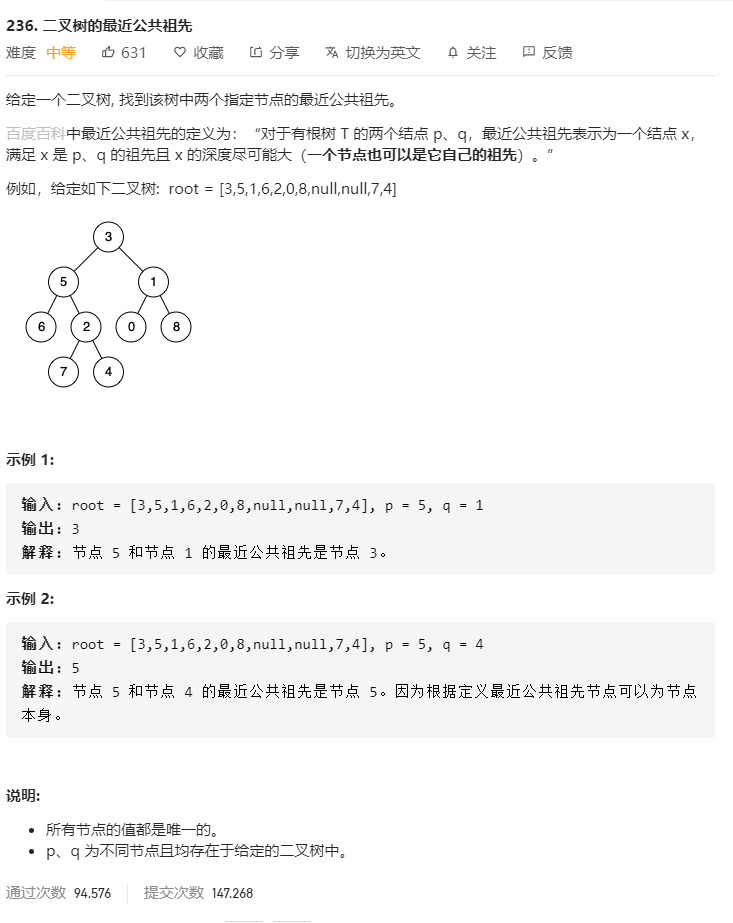 236. 二叉树的最近公共祖先
难度 中等 631 收藏 分享 切换为英文 关注 反馈
给定一个二叉树, 找到该树中两个指定节点的最近公共祖先。
百度百科中最近公共祖先的定义为：“对于有根树 T 的两个结点 p、q，最近公共祖先表示为一个结点 x，
满足 x 是 p、q 的祖先且 x 的深度尽可能大（一个节点也可以是它自己的祖先）。”
例如，给定如下二叉树: root = [3,5,1,6,2,0,8,null,null,7,4]
3
5 1
6 2 0 8
7 4
示例 1:
输入: root = [3,5,1,6,2,0,8,null,null,7,4], p = 5, q = 1
输出: 3
解释: 节点 5 和节点 1 的最近公共祖先是节点 3。
示例 2:
输入: root = [3,5,1,6,2,0,8,null,null,7,4], p = 5, q = 4
输出: 5
解释: 节点 5 和节点 4 的最近公共祖先是节点 5。因为根据定义最近公共祖先节点可以为节点
本身。
说明:
• 所有节点的值都是唯一的。
• p、q 为不同节点且均存在于给定的二叉树中。
通过次数 94,576 提交次数 147,268